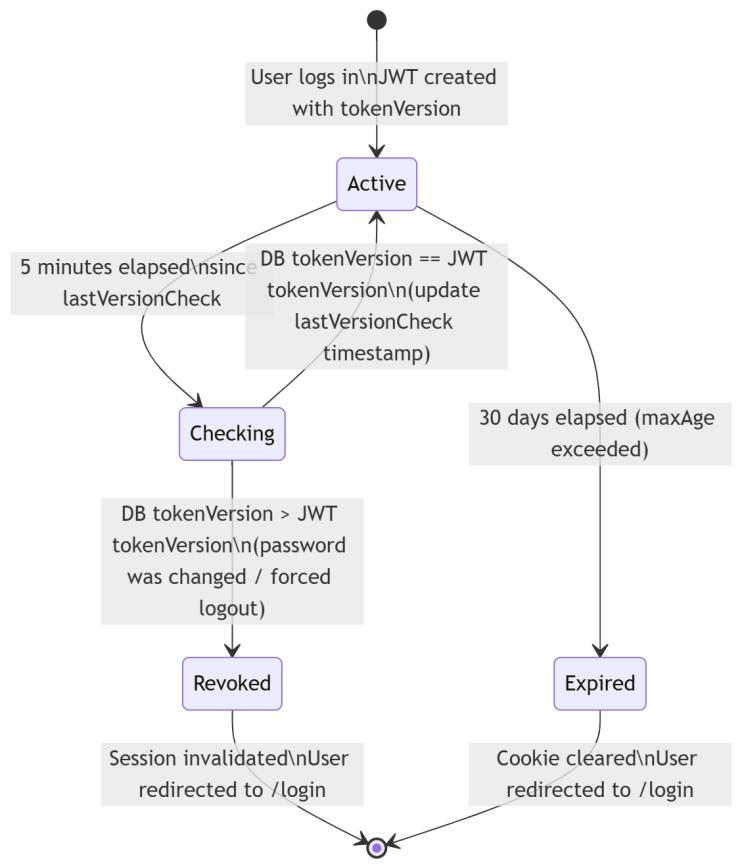 User logs in\nJWT created
with tokenVersion
Active
5 minutes elapsed\nsince
lastVersionCheck
DB tokenVersion == JWT
tokenVersion\n(update
lastVersionCheck
timestamp)
Checking
30 days elapsed (maxAge
exceeded)
DB tokenVersion > JWT
tokenVersion\n(password
was changed / forced
logout)
Revoked
Expired
Session invalidated\nUser
redirected to /login
Cookie cleared\nUser
redirected to /login